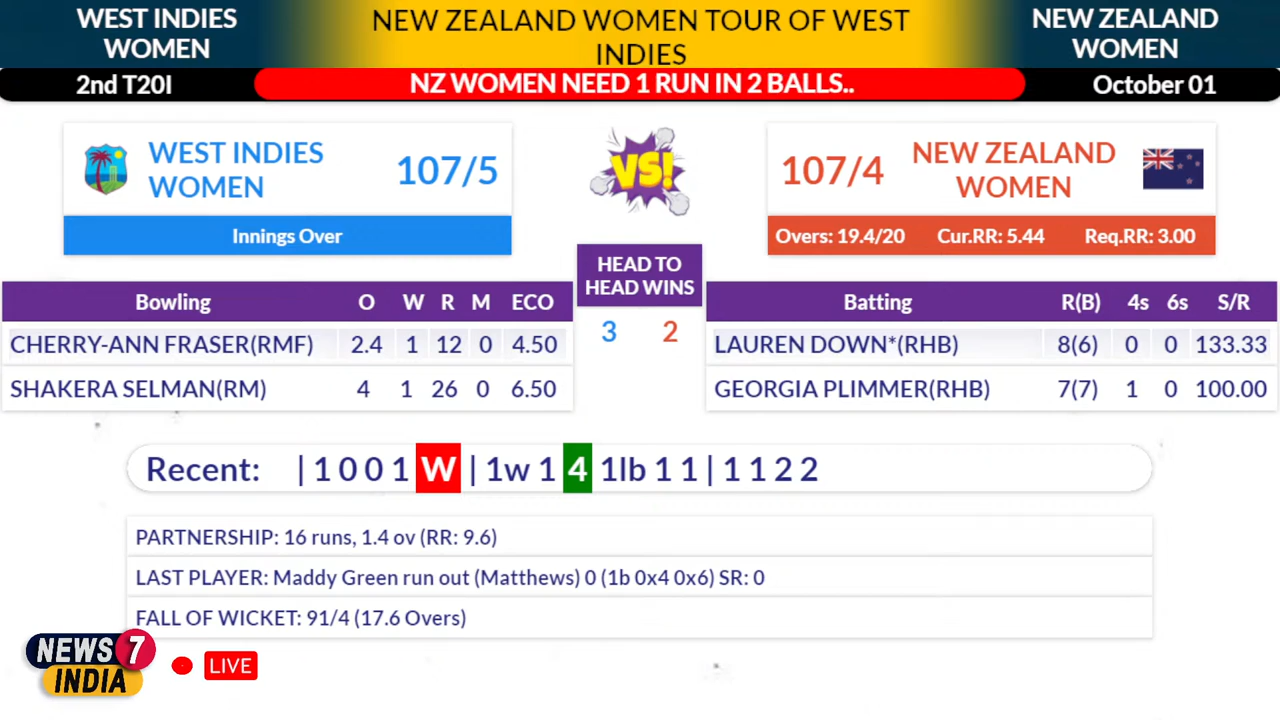 WEST INDIES
WOMEN
NEW ZEALAND WOMEN TOUR OF WEST
INDIES
NEW ZEALAND
WOMEN
2nd T20I
NZ WOMEN NEED 1 RUN IN 2 BALLS..
October 01
WEST INDIES
WOMEN
107/5
Innings Over
VS!
107/4
NEW ZEALAND
WOMEN
Overs: 19.4/20 Cur.RR: 5.44 Req.RR: 3.00
HEAD TO
HEAD WINS
3 2
Bowling O W R M ECO
CHERRY-ANN FRASER(RMF) 2.4 1 12 0 4.50
SHAKERA SELMAN(RM) 4 1 26 0 6.50
Batting R(B) 4s 6s S/R
LAUREN DOWN*(RHB) 8(6) 0 0 133.33
GEORGIA PLIMMER(RHB) 7(7) 1 0 100.00
Recent: | 1 0 0 1 W | 1w 1 4 1lb 1 1 | 1 1 2 2
PARTNERSHIP: 16 runs, 1.4 ov (RR: 9.6)
LAST PLAYER: Maddy Green run out (Matthews) 0 (1b 0x4 0x6) SR: 0
FALL OF WICKET: 91/4 (17.6 Overs)
NEWS 7
INDIA
LIVE